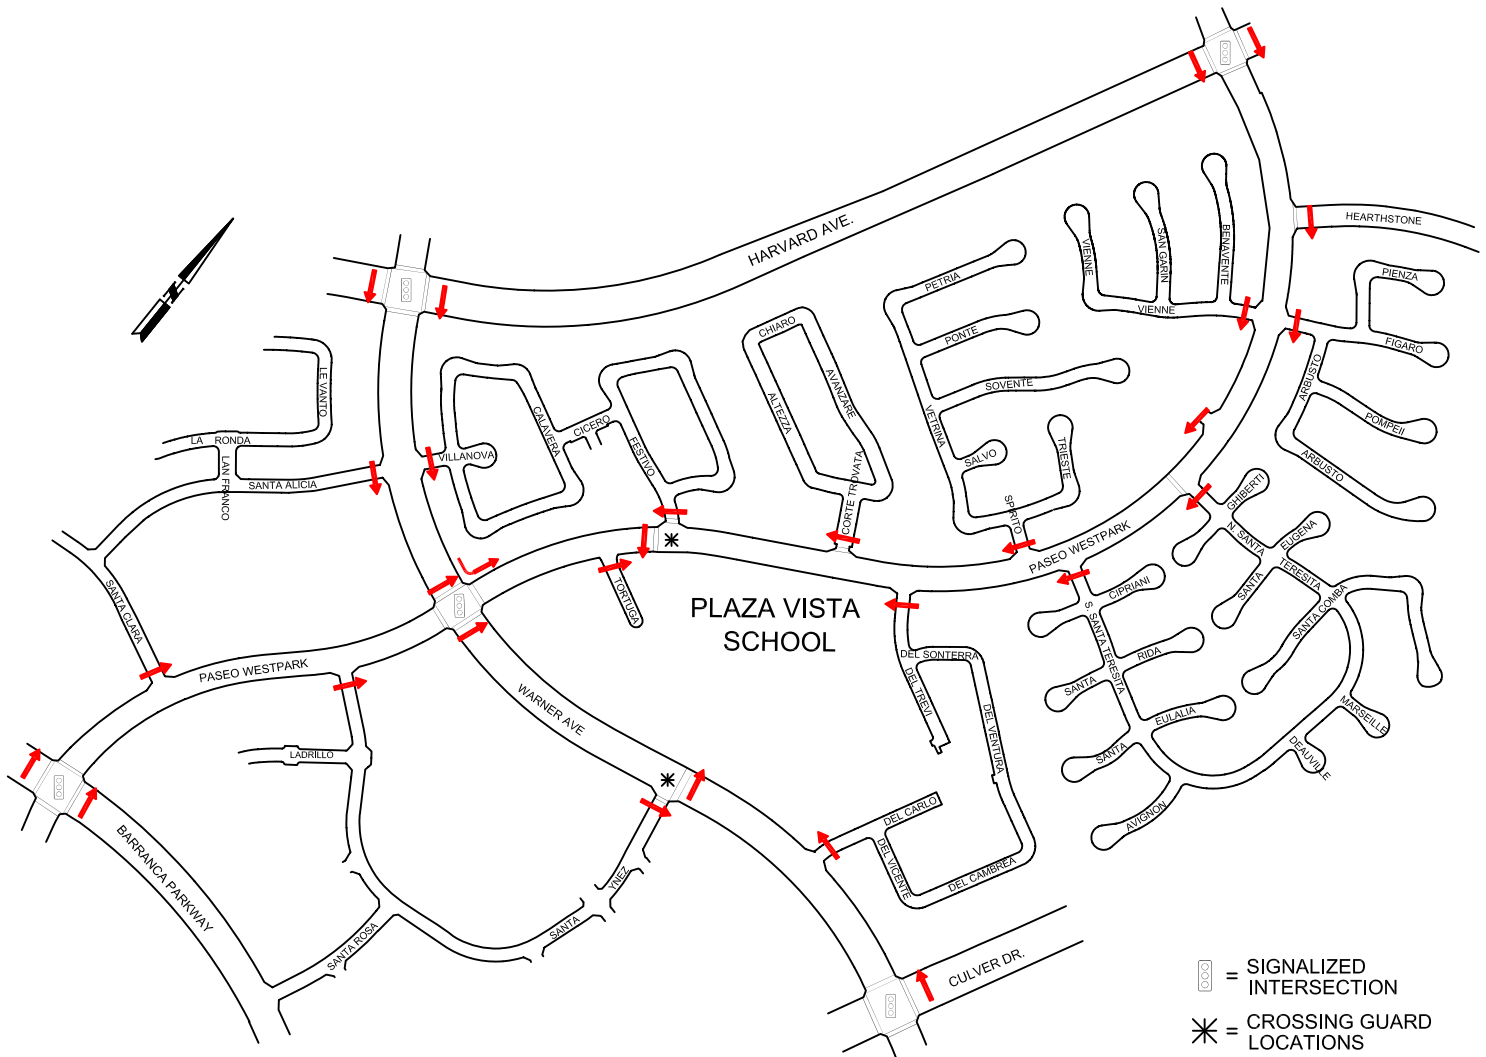 HARVARD AVE.
HEARTHSTONE
PIENZA
FIGARO
ARBUSTO
POMPEII
ARBUSTO
VIENNE
SAN GARIN
BENAVENTE
VIENNE
PETRIA
PONTE
SOVENTE
VETRINA
SALVO
TRIESTE
SPIRITO
CHIARO
AVANZARE
ALTEZZA
CORTE TROVATA
LE VANTO
LA RONDA
LAN FRANCO
SANTA ALICIA
VILLANOVA
CALAVERA
CICERO
FESTIVO
TORTUGA
PASEO WESTPARK
GHIBERTI
N. SANTA
TERESITA
EUGENA
SANTA
SANTA COMBA
CIPRIANI
S. SANTA TERESITA
RIDA
SANTA
EULALIA
SANTA
AVIGNON
MARSEILLE
DEAUVILLE
PLAZA VISTA
SCHOOL
SANTA CLARA
PASEO WESTPARK
WARNER AVE
LADRILLO
BARRANCA PARKWAY
SANTA ROSA
SANTA
YNEZ
DEL SONTERRA
DEL TREVI
DEL VENTURA
DEL CARLO
DEL VICENTE
DEL CAMBREA
CULVER DR.
= SIGNALIZED
INTERSECTION
= CROSSING GUARD
LOCATIONS